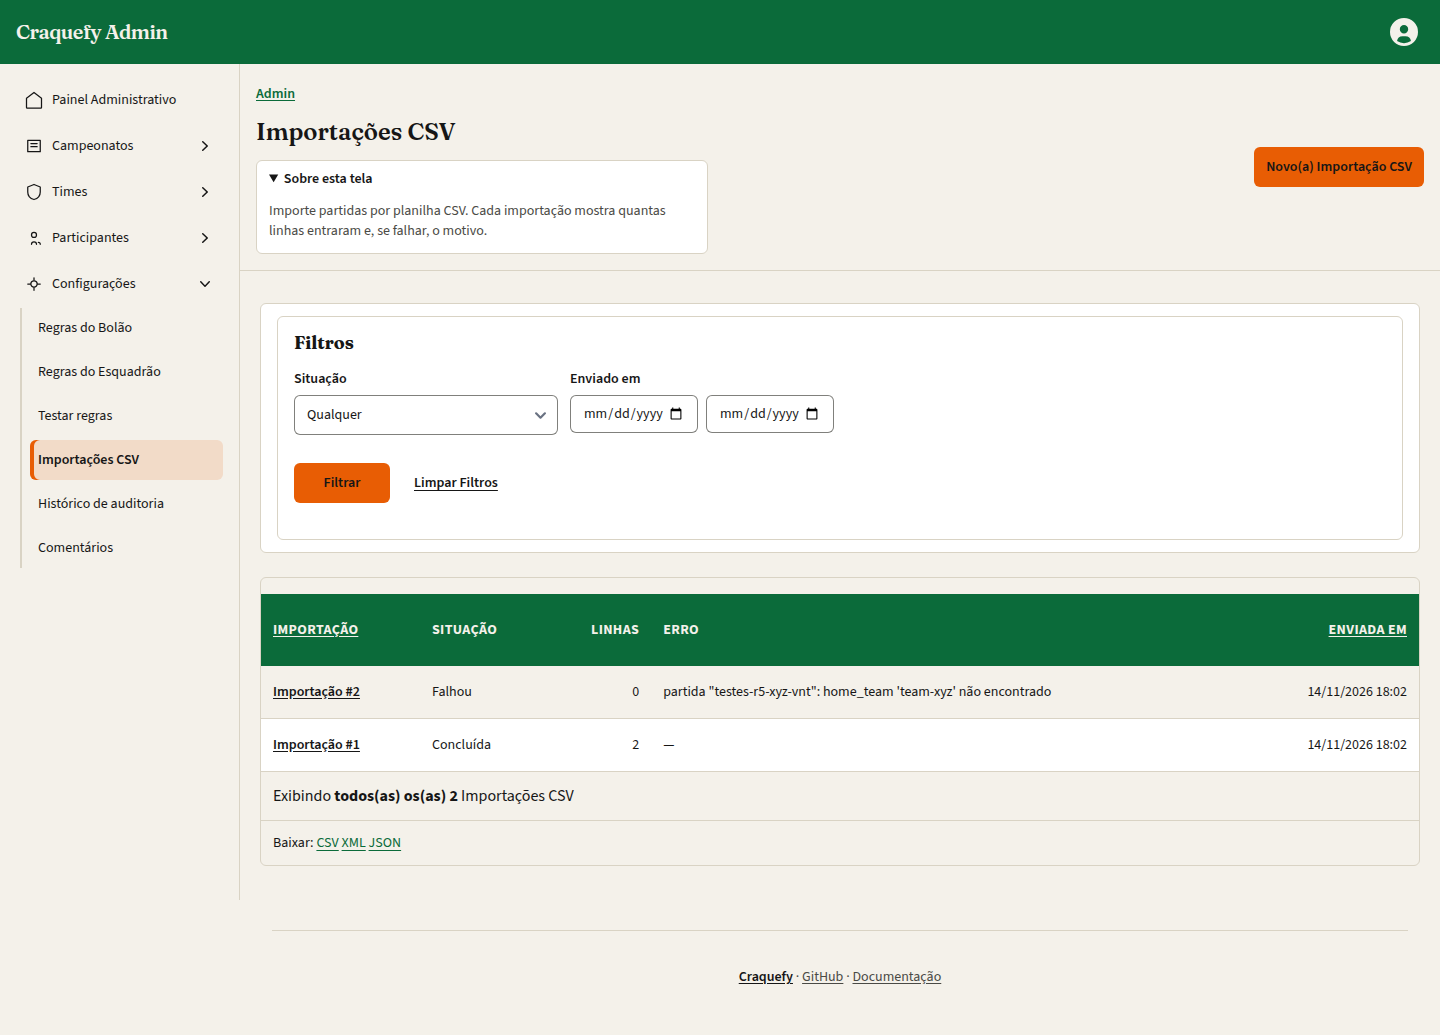 Craquefy Admin
Painel Administrativo
Campeonatos
Times
Participantes
Configurações
Regras do Bolão
Regras do Esquadrão
Testar regras
Importações CSV
Histórico de auditoria
Comentários
Admin
Importações CSV
Sobre esta tela
Importe partidas por planilha CSV. Cada importação mostra quantas
linhas entraram e, se falhar, o motivo.
Novo(a) Importação CSV
Filtros
Situação
Enviado em
Qualquer
mm/dd/yyyy
mm/dd/yyyy
Filtrar
Limpar Filtros
IMPORTAÇÃO SITUAÇÃO LINHAS ERRO ENVIADA EM
Importação #2 Falhou 0 partida "testes-r5-xyz-vnt": home_team 'team-xyz' não encontrado 14/11/2026 18:02
Importação #1 Concluída 2 — 14/11/2026 18:02
Exibindo todos(as) os(as) 2 Importações CSV
Baixar: CSV XML JSON
Craquefy · GitHub · Documentação